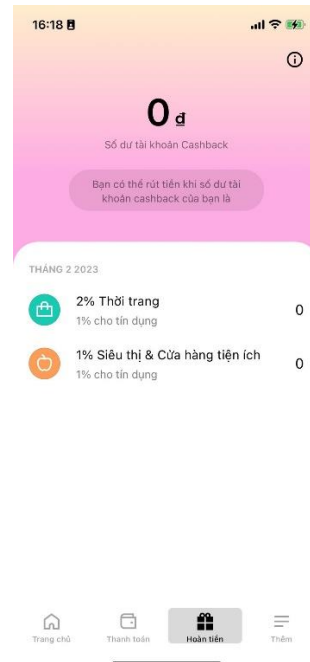 16:18
0 đ
Số dư tài khoản Cashback
Bạn có thể rút tiền khi số dư tài
khoản cashback của bạn là
THÁNG 2 2023
2% Thời trang
0
1% cho tín dụng
1% Siêu thị & Cửa hàng tiện ích
0
1% cho tín dụng
Trang chủ
Thanh toán
Hoàn tiền
Thêm